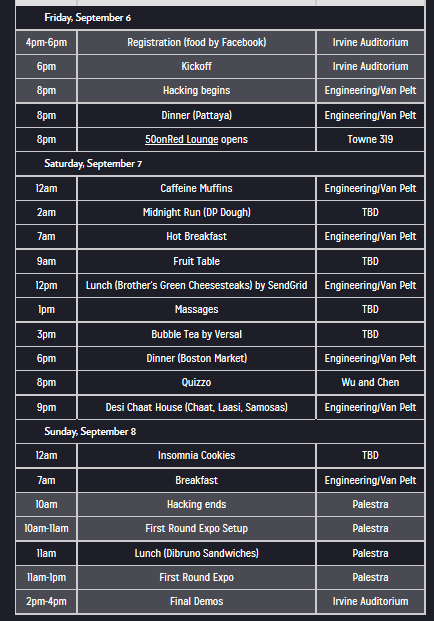 Friday, September 6
4pm-6pm Registration (food by Facebook) Irvine Auditorium
6pm Kickoff Irvine Auditorium
8pm Hacking begins Engineering/Van Pelt
8pm Dinner (Pattaya) Engineering/Van Pelt
8pm 50onRed Lounge opens Towne 319
Saturday, September 7
12am Caffeine Muffins Engineering/Van Pelt
2am Midnight Run (DP Dough) TBD
7am Hot Breakfast Engineering/Van Pelt
9am Fruit Table TBD
12pm Lunch (Brother's Green Cheesesteaks) by SendGrid Engineering/Van Pelt
1pm Massages TBD
3pm Bubble Tea by Versal TBD
6pm Dinner (Boston Market) Engineering/Van Pelt
8pm Quizzo Wu and Chen
9pm Desi Chaat House (Chaat, Laasi, Samosas) Engineering/Van Pelt
Sunday, September 8
12am Insomnia Cookies TBD
7am Breakfast Engineering/Van Pelt
10am Hacking ends Palestra
10am-11am First Round Expo Setup Palestra
11am Lunch (Dibruno Sandwiches) Palestra
11am-1pm First Round Expo Palestra
2pm-4pm Final Demos Irvine Auditorium